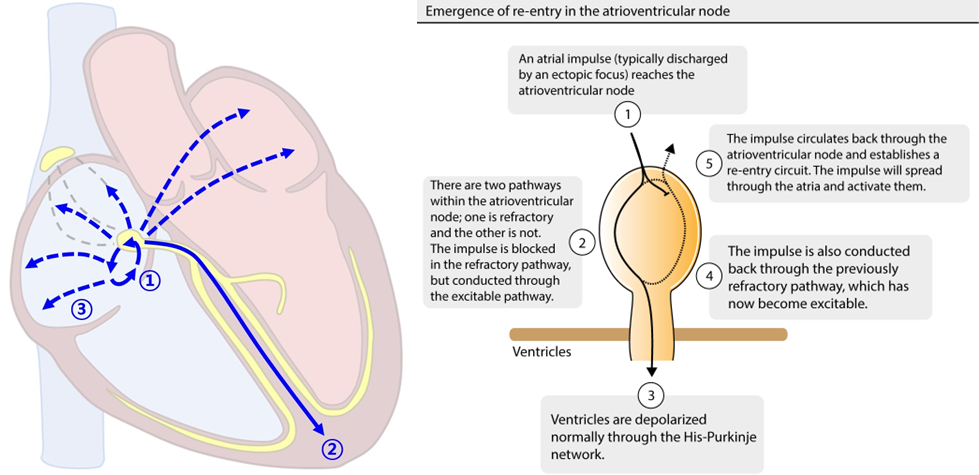 Emergence of re-entry in the atrioventricular node
An atrial impulse (typically discharged
by an ectopic focus) reaches the
atrioventricular node
1
5
The impulse circulates back through the
atrioventricular node and establishes a
re-entry circuit. The impulse will spread
through the atria and activate them.
There are two pathways
within the atrioventricular
node; one is refractory
and the other is not.
The impulse is blocked
in the refractory pathway,
but conducted through
the excitable pathway.
2
4
The impulse is also conducted
back through the previously
refractory pathway, which has
now become excitable.
Ventricles
3
Ventricles are depolarized
normally through the His-Purkinje
network.
1
3
2